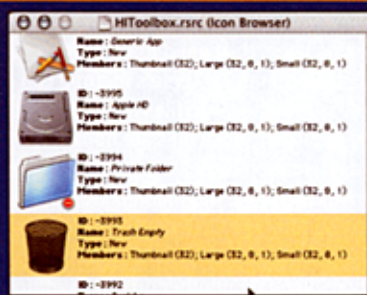 HIToolbox.rsrc (Icon Browser)
Name: Generic App
Type: New
Members: Thumbnail (32); Large (32, 8, 1); Small (32, 8, 1)
ID: -3995
Name: Apple HD
Type: New
Members: Thumbnail (32); Large (32, 8, 1); Small (32, 8, 1)
ID: -3994
Name: Private Folder
Type: New
Members: Thumbnail (32); Large (32, 8, 1); Small (32, 8, 1)
ID: -3993
Name: Trash Empty
Type: New
Members: Thumbnail (32); Large (32, 8, 1); Small (32, 8, 1)
ID: -3992